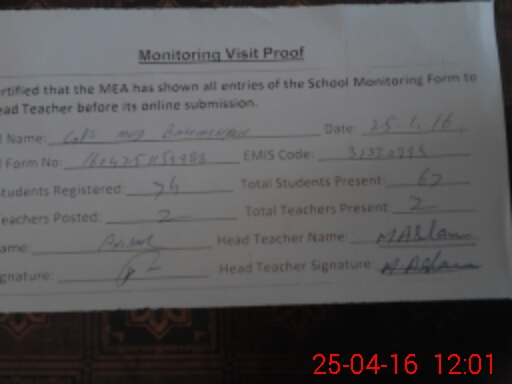 Monitoring Visit Proof
ertified that the MEA has shown all entries of the School Monitoring Form to
ead Teacher before its online submission.
l Name: GGPS Date: 25.4.16
l Form No: EMIS Code:
tudents Registered: 74 Total Students Present: 67
eachers Posted: 2 Total Teachers Present: 2
ame: Head Teacher Name: MAslam
gnature: Head Teacher Signature: MAslam
25-04-16 12:01